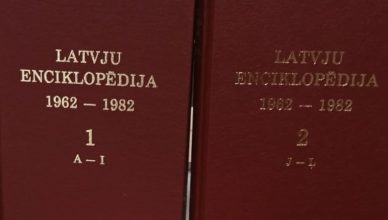 LATVJU
ENCIKLOPĒDIJA
1962 — 1982
1
A — I
LATVJU
ENCIKLOPĒDIJA
1962 — 1982
2
J — Ļ